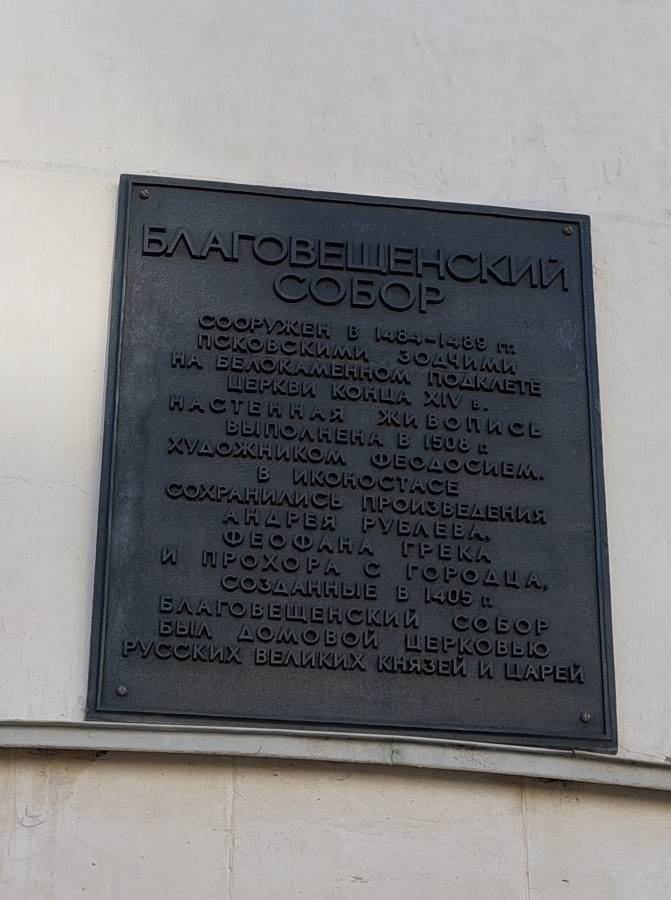 БЛАГОВЕЩЕНСКИЙ
СОБОР
СООРУЖЕН В 1484–1489 гг.
ПСКОВСКИМИ ЗОДЧИМИ
НА БЕЛОКАМЕННОМ ПОДКЛЕТЕ
ЦЕРКВИ КОНЦА XIV в.
НАСТЕННАЯ ЖИВОПИСЬ
ВЫПОЛНЕНА В 1508 г.
ХУДОЖНИКОМ ФЕОДОСИЕМ.
В ИКОНОСТАСЕ
СОХРАНИЛИСЬ ПРОИЗВЕДЕНИЯ
АНДРЕЯ РУБЛЕВА,
ФЕОФАНА ГРЕКА
И ПРОХОРА С ГОРОДЦА,
СОЗДАННЫЕ В 1405 г.
БЛАГОВЕЩЕНСКИЙ СОБОР
БЫЛ ДОМОВОЙ ЦЕРКОВЬЮ
РУССКИХ ВЕЛИКИХ КНЯЗЕЙ И ЦАРЕЙ